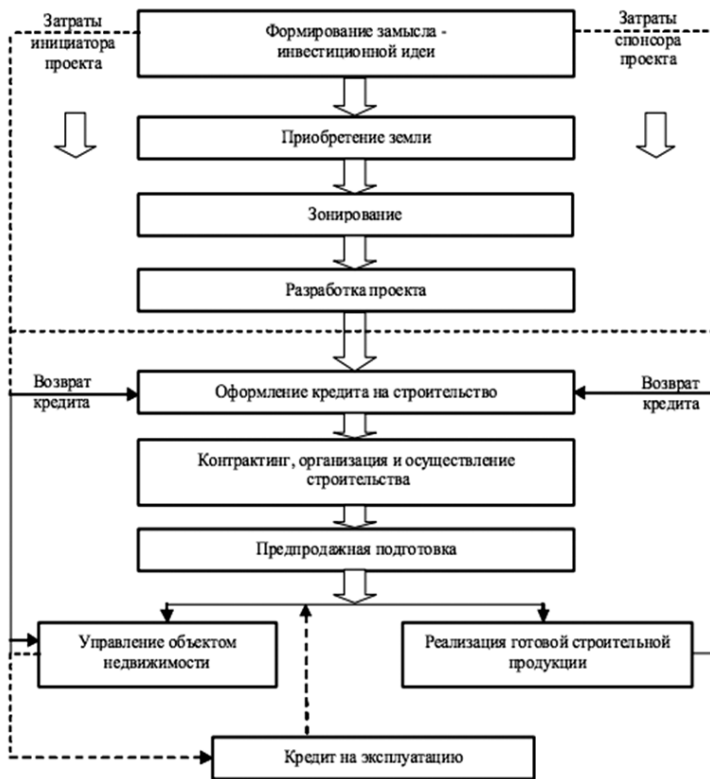 Затраты
инициатора
проекта
Формирование замысла -
инвестиционной идеи
Затраты
спонсора
проекта
Приобретение земли
Зонирование
Разработка проекта
Возврат
кредита
Оформление кредита на строительство
Возврат
кредита
Контрактинг, организация и осуществление
строительства
Предпродажная подготовка
Управление объектом
недвижимости
Реализация готовой строительной
продукции
Кредит на эксплуатацию